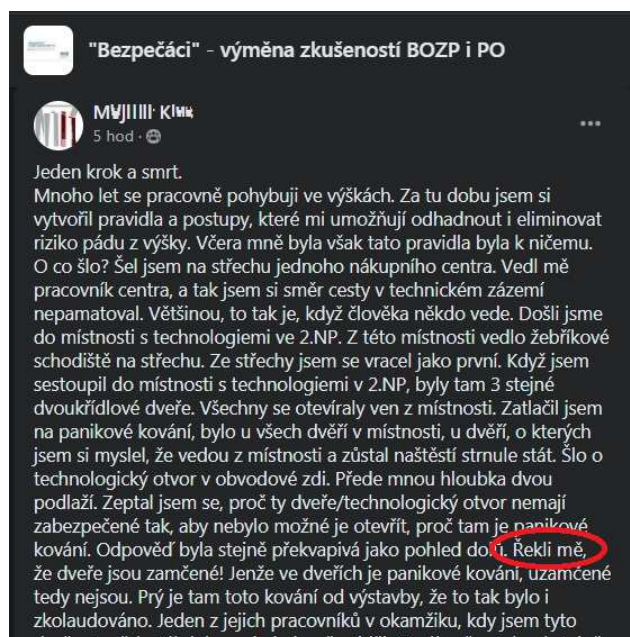 "Bezpečáci" - výměna zkušeností BOZP i PO
5 hod ·
Jeden krok a smrt.
Mnoho let se pracovně pohybuji ve výškách. Za tu dobu jsem si
vytvořil pravidla a postupy, které mi umožňují odhadnout i eliminovat
riziko pádu z výšky. Včera mně byla však tato pravidla byla k ničemu.
O co šlo? Šel jsem na střechu jednoho nákupního centra. Vedl mě
pracovník centra, a tak jsem si směr cesty v technickém zázemí
nepamatoval. Většinou, to tak je, když člověka někdo vede. Došli jsme
do místnosti s technologiemi ve 2.NP. Z této místnosti vedlo žebříkové
schodiště na střechu. Ze střechy jsem se vracel jako první. Když jsem
sestoupil do místnosti s technologiemi v 2.NP, byly tam 3 stejné
dvoukřídlové dveře. Všechny se otevíraly ven z místnosti. Zatlačil jsem
na panikové kování, bylo u všech dvěří v místnosti, u dvěří, o kterých
jsem si myslel, že vedou z místnosti a zůstal naštěstí strnule stát. Šlo o
technologický otvor v obvodové zdi. Přede mnou hloubka dvou
podlaží. Zeptal jsem se, proč ty dveře/technologický otvor nemají
zabezpečené tak, aby nebylo možné je otevřít, proč tam je panikové
kování. Odpověď byla stejně překvapivá jako pohled dolů. Řekli mě,
že dveře jsou zamčené! Jenže ve dveřích je panikové kování, uzamčené
tedy nejsou. Prý je tam toto kování od výstavby, že to tak bylo i
zkolaudováno. Jeden z jejich pracovníků v okamžiku, kdy jsem tyto